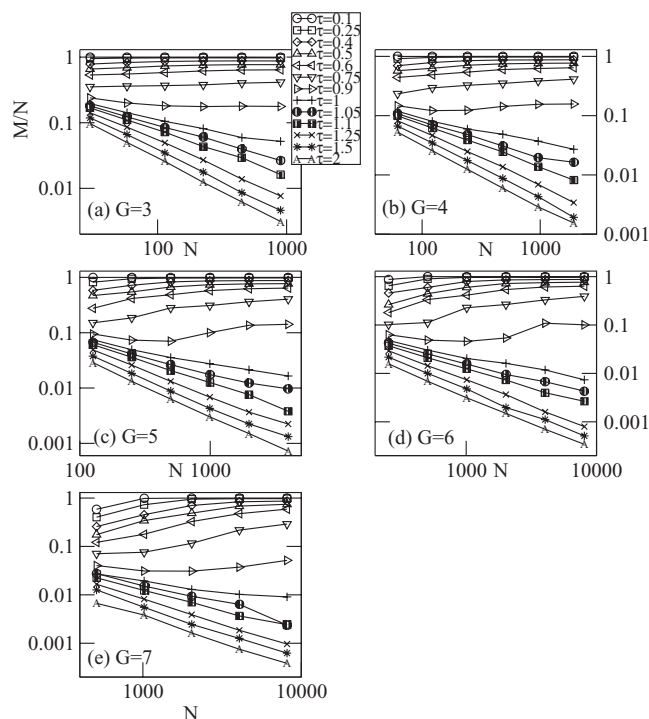 τ=0.1
τ=0.25
τ=0.4
τ=0.5
τ=0.6
τ=0.75
τ=0.9
τ=1
τ=1.05
τ=1.1
τ=1.25
τ=1.5
τ=2
M/N
1
0.1
0.01
(a) G=3
100
N
1000
1
0.1
0.01
0.001
(b) G=4
100
N
1000
1
0.1
0.01
0.001
(c) G=5
100
N
1000
1
0.1
0.01
0.001
(d) G=6
1000
N
10000
1
0.1
0.01
0.001
(e) G=7
1000
10000
N